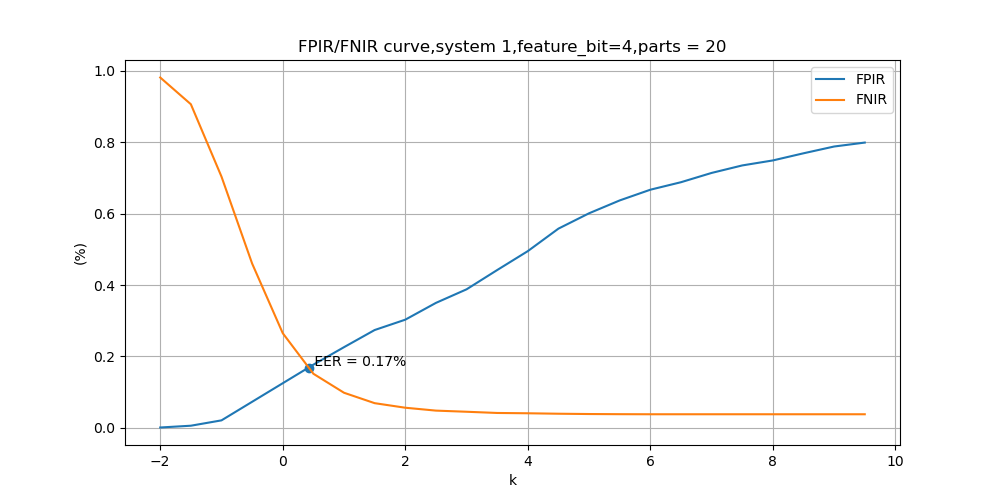 FPIR/FNIR curve,system 1,feature_bit=4,parts = 20
1.0
0.8
0.6
0.4
0.2
0.0
(%)
FPIR
FNIR
EER = 0.17%
−2
0
2
4
6
8
10
k